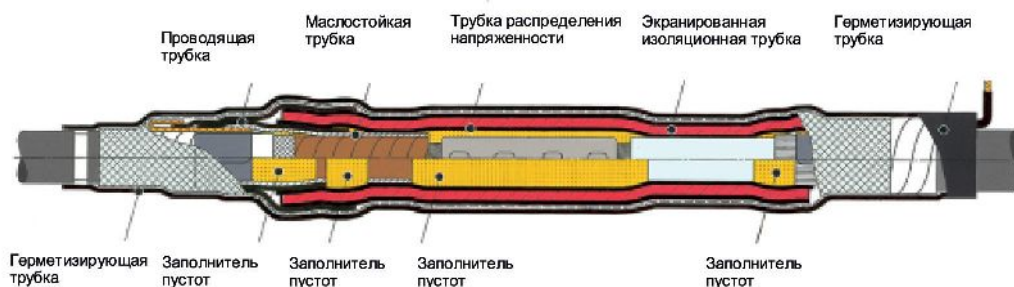 Проводящая
трубка
Маслостойкая
трубка
Трубка распределения
напряженности
Экранированная
изоляционная трубка
Герметизирующая
трубка
Герметизирующая
трубка
Заполнитель
пустот
Заполнитель
пустот
Заполнитель
пустот
Заполнитель
пустот